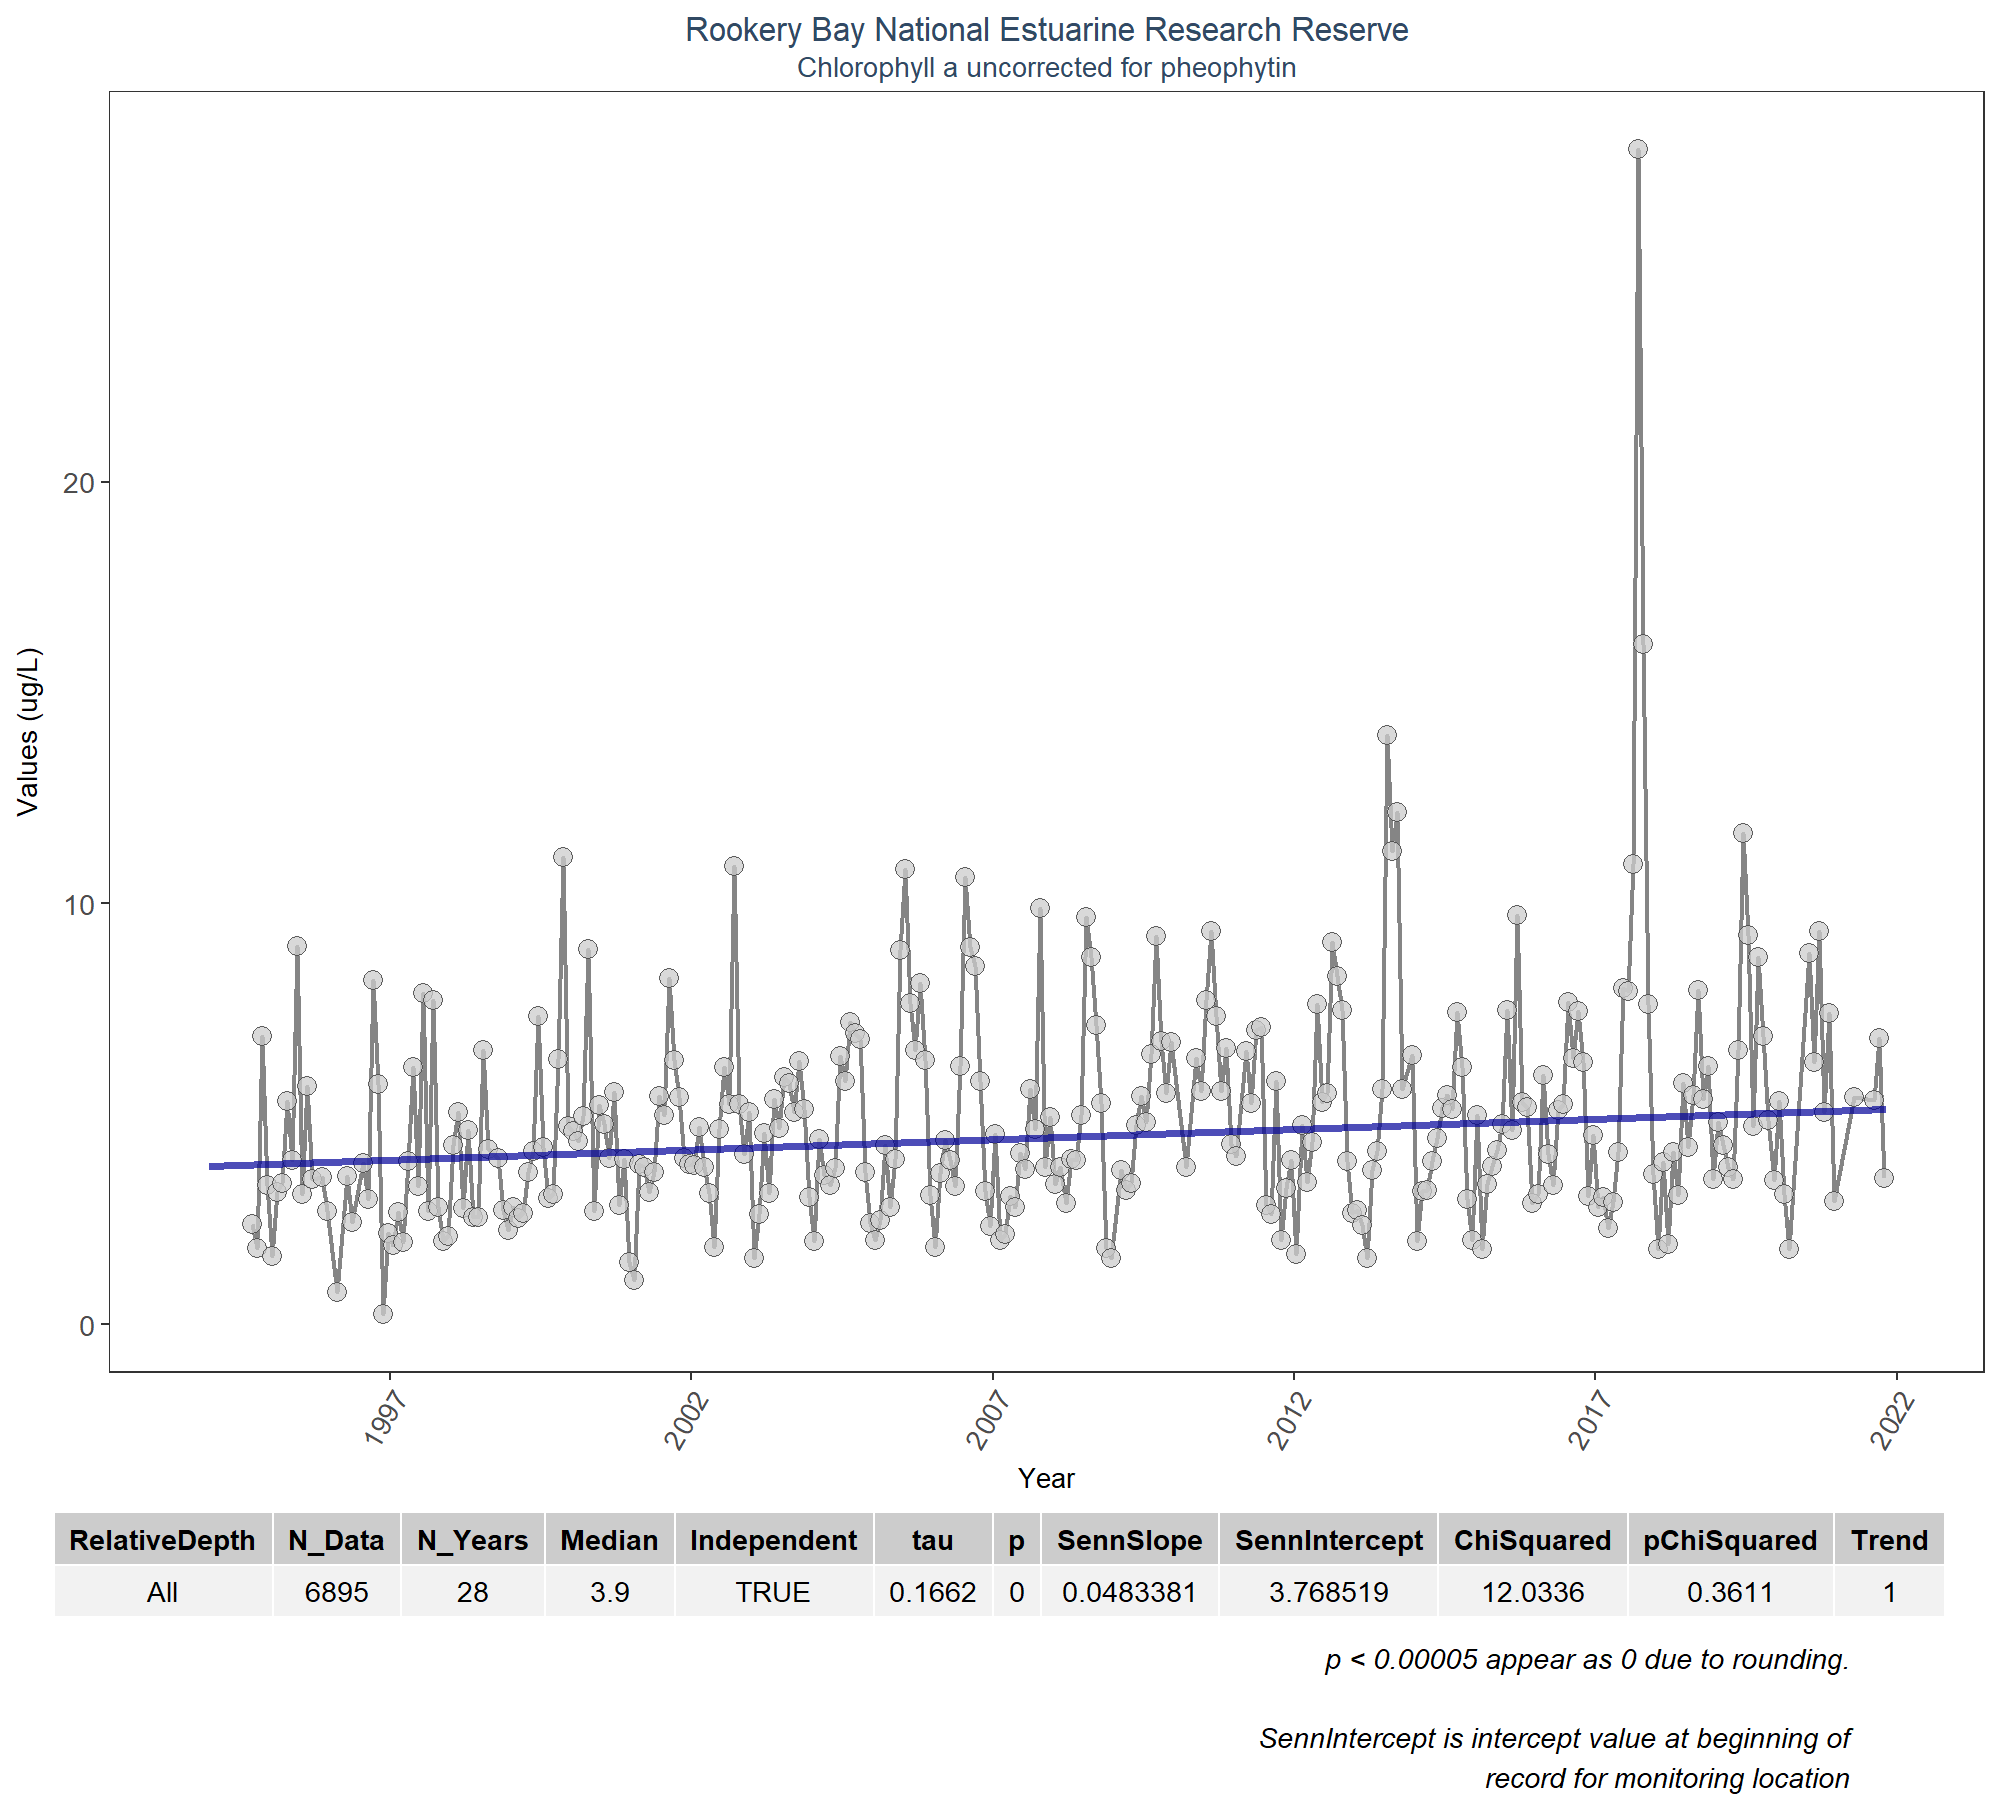 Rookery Bay National Estuarine Research Reserve
Chlorophyll a uncorrected for pheophytin
Values (ug/L)
20
10
0
1997 2002 2007 2012 2017 2022
Year
RelativeDepth N_Data N_Years Median Independent tau p SennSlope SennIntercept ChiSquared pChiSquared Trend
All 6895 28 3.9 TRUE 0.1662 0 0.0483381 3.768519 12.0336 0.3611 1
p < 0.00005 appear as 0 due to rounding.
SennIntercept is intercept value at beginning of
record for monitoring location